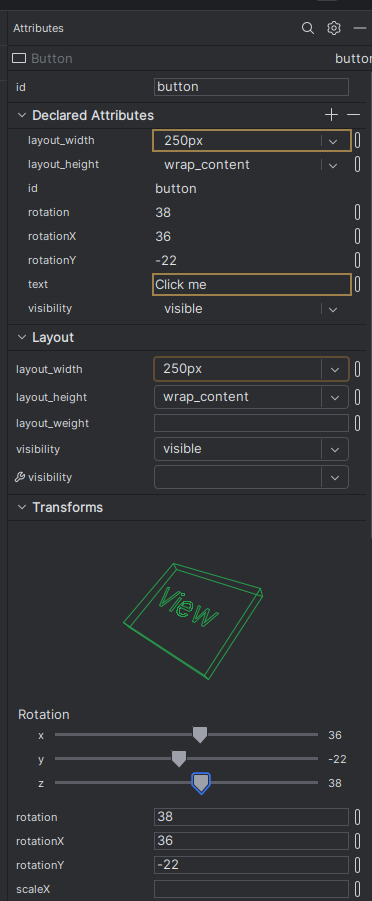 Attributes
Button button
id button
Declared Attributes
layout_width 250px
layout_height wrap_content
id button
rotation 38
rotationX 36
rotationY -22
text Click me
visibility visible
Layout
layout_width 250px
layout_height wrap_content
layout_weight
visibility visible
visibility
Transforms
View
Rotation
x 36
y -22
z 38
rotation 38
rotationX 36
rotationY -22
scaleX